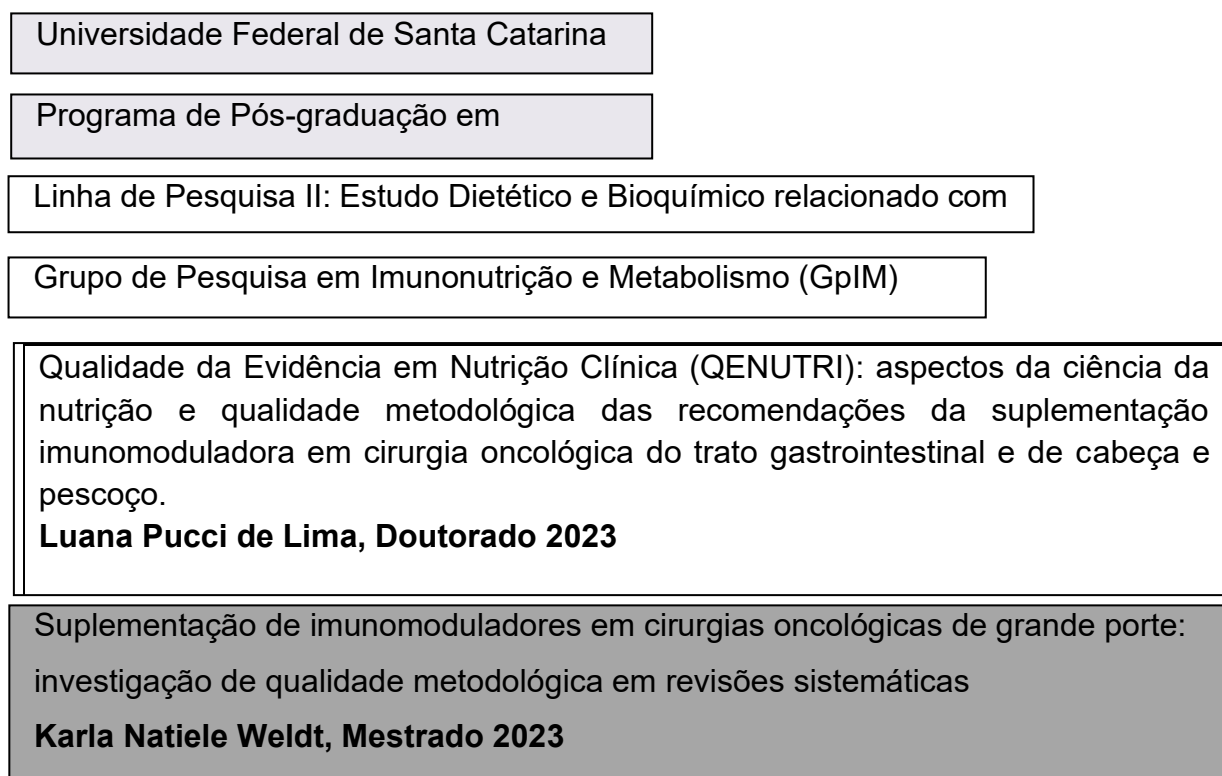 Universidade Federal de Santa Catarina
Programa de Pós-graduação em
Linha de Pesquisa II: Estudo Dietético e Bioquímico relacionado com
Grupo de Pesquisa em Imunonutrição e Metabolismo (GpIM)
Qualidade da Evidência em Nutrição Clínica (QENUTRI): aspectos da ciência da
nutrição e qualidade metodológica das recomendações da suplementação
imunomoduladora em cirurgia oncológica do trato gastrointestinal e de cabeça e
pescoço.
Luana Pucci de Lima, Doutorado 2023
Suplementação de imunomoduladores em cirurgias oncológicas de grande porte:
investigação de qualidade metodológica em revisões sistemáticas
Karla Natiele Weldt, Mestrado 2023